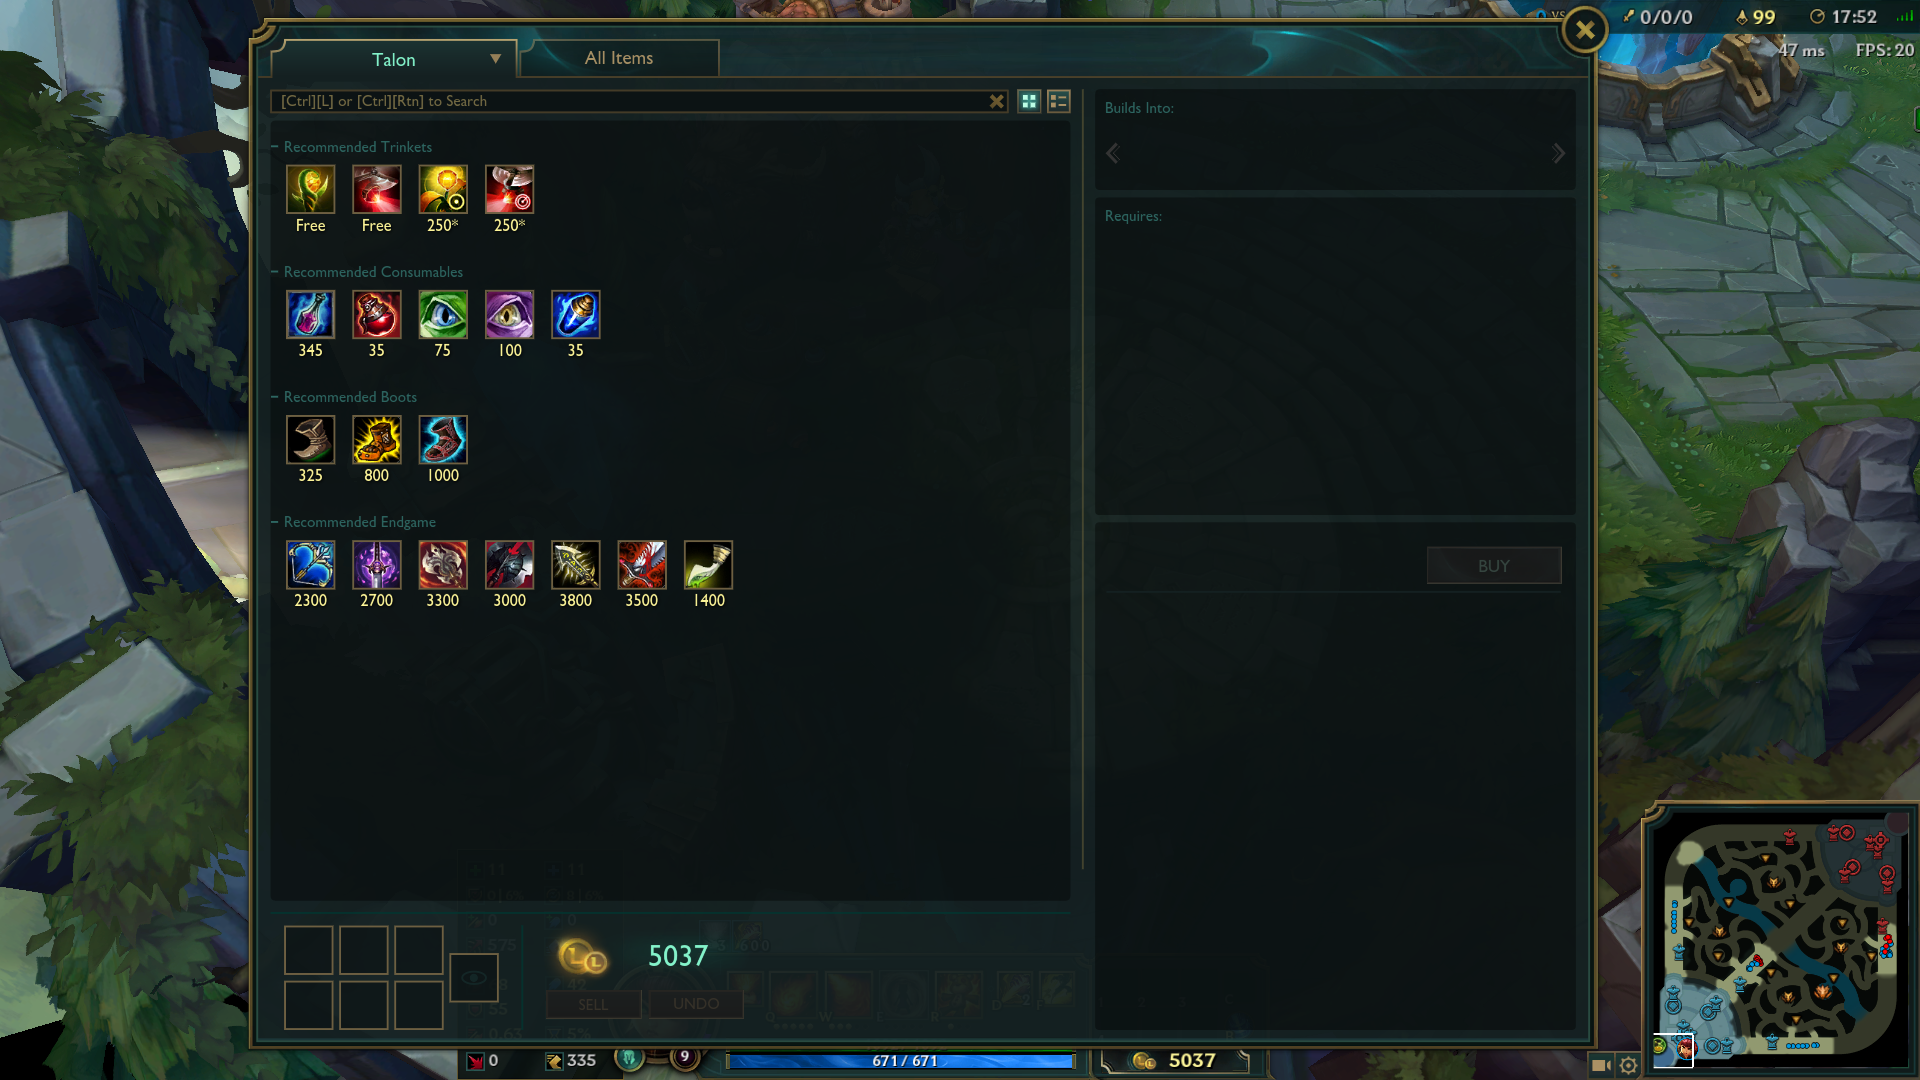 VS
0/0/0
99
17:52
47 ms
FPS: 20
Talon
All Items
[Ctrl][L] or [Ctrl][Rtn] to Search
Builds Into:
Recommended Trinkets
Free
Free
250*
250*
Requires:
Recommended Consumables
345
35
75
100
35
Recommended Boots
325
800
1000
Recommended Endgame
2300
2700
3300
3000
3800
3500
1400
BUY
5037
SELL
UNDO
0
335
9
671 / 671
5037